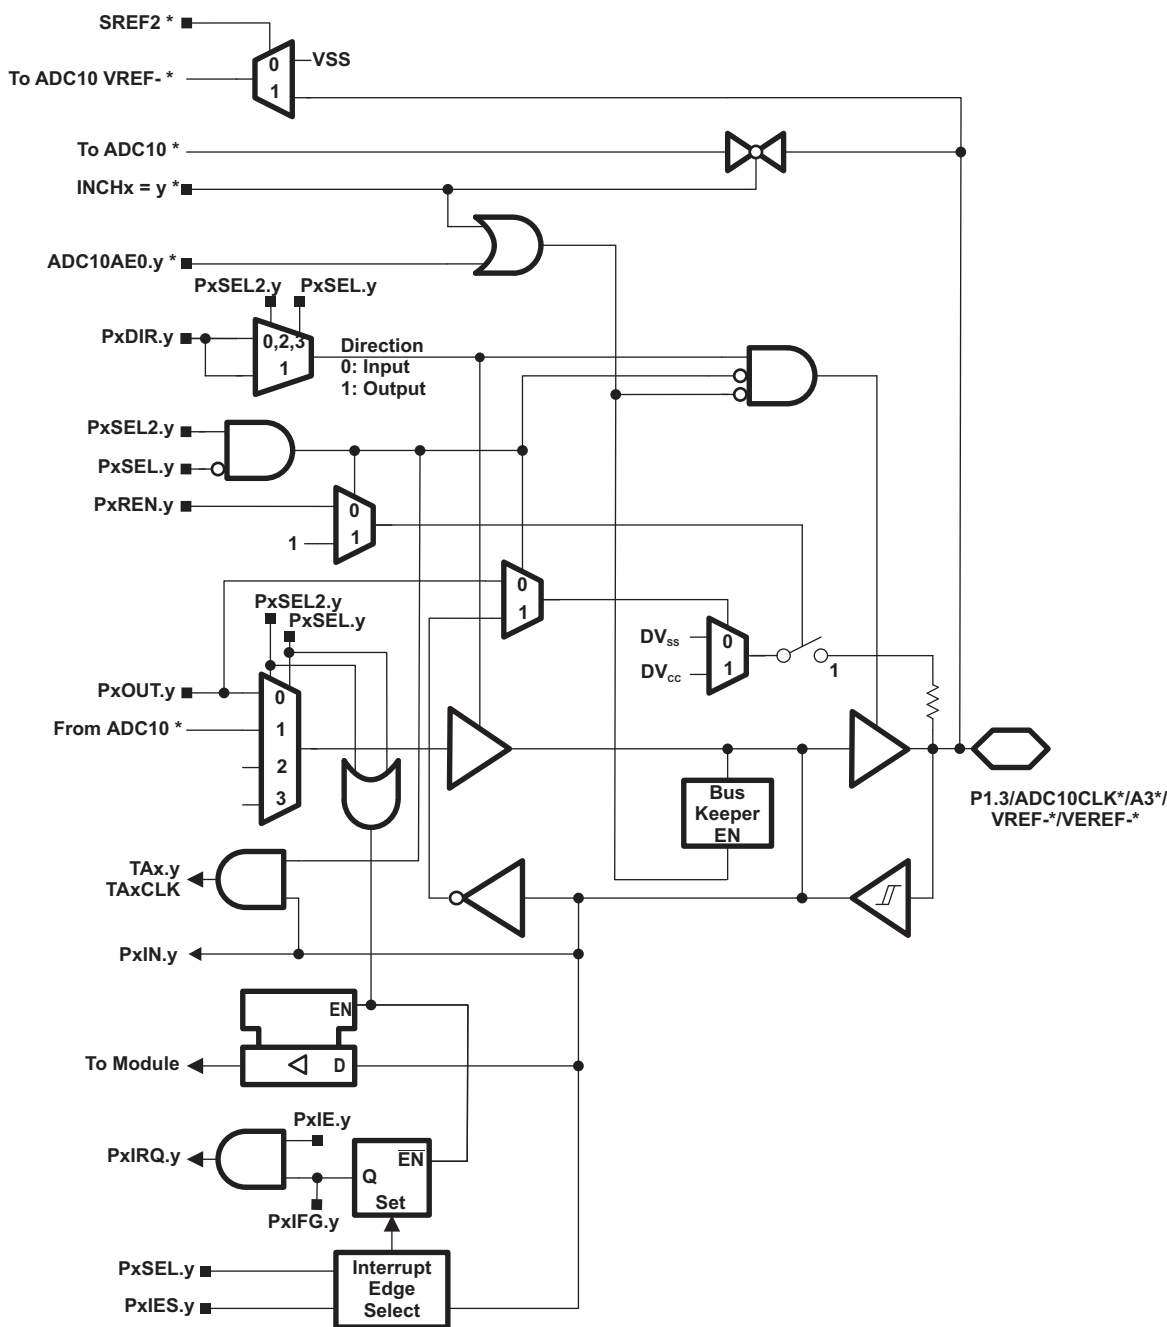 SREF2 *
VSS
0
To ADC10 VREF- *
1
To ADC10 *
INCHx = y *
ADC10AE0.y *
PxSEL2.y
PxSEL.y
PxDIR.y
0,2,3
1
Direction
0: Input
1: Output
PxSEL2.y
PxSEL.y
PxREN.y
0
1
1
0
1
PxSEL2.y
PxSEL.y
DVSS
0
DVCC
1
1
PxOUT.y
0
From ADC10 *
1
2
3
Bus
Keeper
EN
P1.3/ADC10CLK*/A3*/
VREF-*/VEREF-*
TAx.y
TAxCLK
PxIN.y
EN
To Module
D
PxIE.y
PxIRQ.y
EN
Q
Set
PxIFG.y
PxSEL.y
PxIES.y
Interrupt
Edge
Select